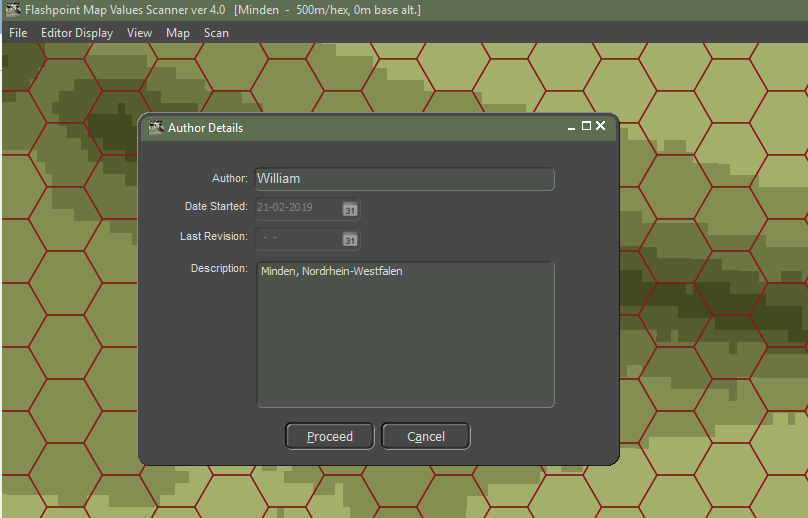 Flashpoint Map Values Scanner ver 4.0 [Minden - 500m/hex, 0m base alt.]
File Editor Display View Map Scan
Author Details
Author: William
Date Started: 21-02-2019 31
Last Revision: - - 31
Description: Minden, Nordrhein-Westfalen
Proceed Cancel